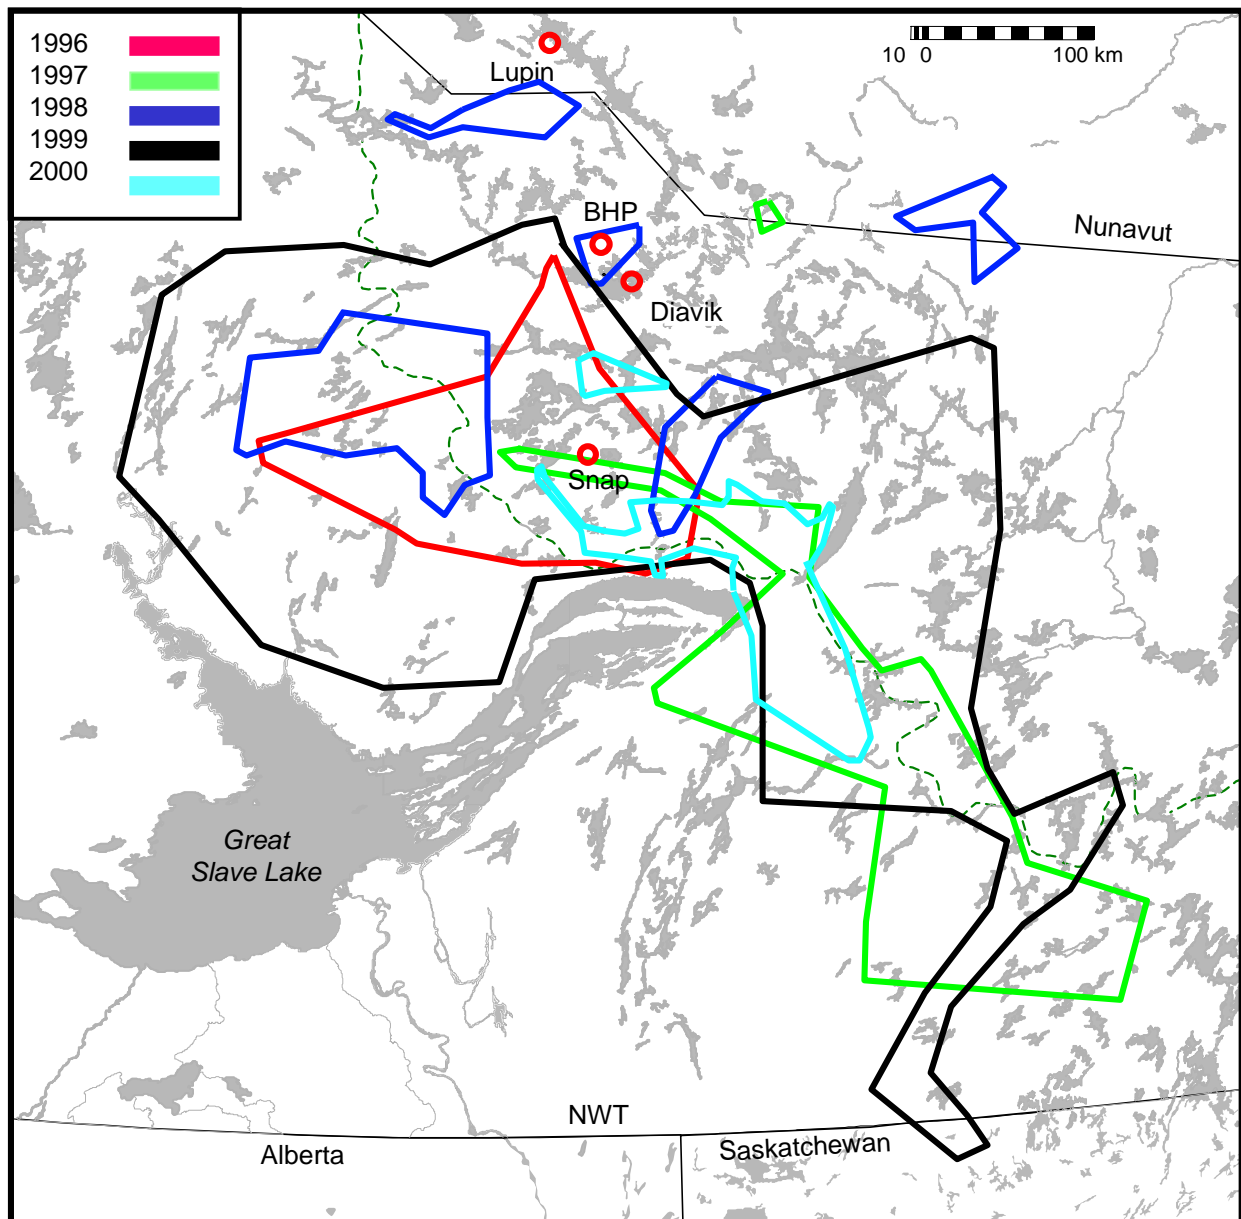 1996
1997
1998
1999
2000
Lupin
10 0 100 km
BHP
Nunavut
Diavik
Snap
Great
Slave Lake
NWT
Alberta
Saskatchewan